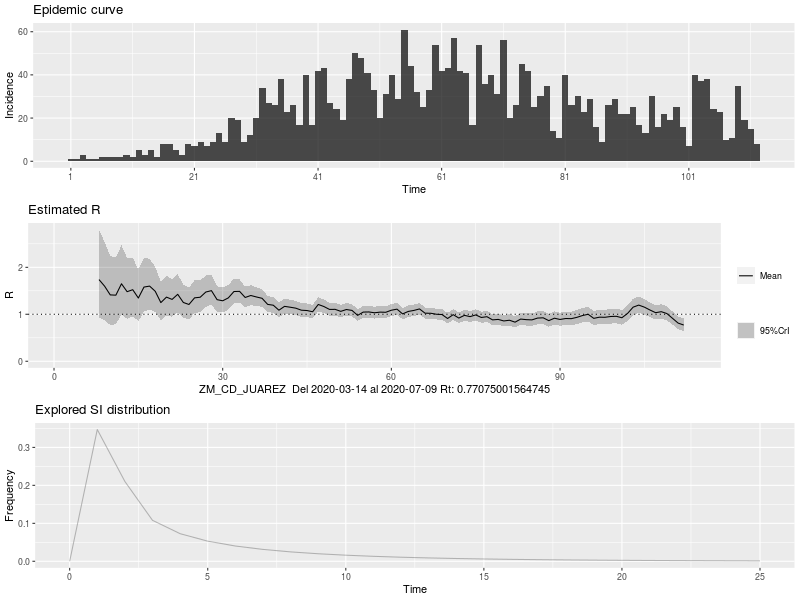 Epidemic curve
60
40
20
0
Incidence
1 21 41 61 81 101
Time
Estimated R
2
1
0
R
Mean
95%CrI
0 30 60 90
ZM_CD_JUAREZ Del 2020-03-14 al 2020-07-09 Rt: 0.77075001564745
Explored SI distribution
0.3
0.2
0.1
0.0
Frequency
0 5 10 15 20 25
Time